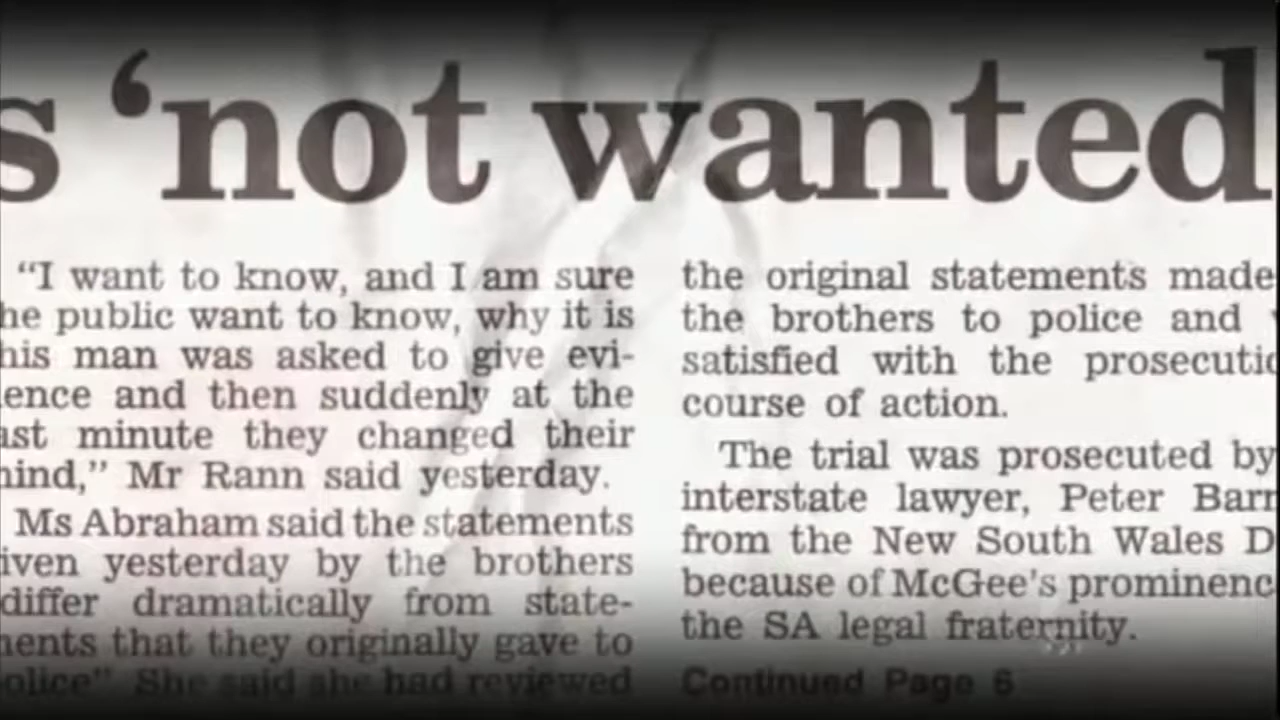 s ‘not wanted
“I want to know, and I am sure
he public want to know, why it is
his man was asked to give evi-
ence and then suddenly at the
ast minute they changed their
ind,” Mr Rann said yesterday.
Ms Abraham said the statements
iven yesterday by the brothers
differ dramatically from state-
ents that they originally gave to
olice” She said she had reviewed
the original statements made
the brothers to police and
satisfied with the prosecutio
course of action.
The trial was prosecuted by
interstate lawyer, Peter Barr
from the New South Wales D
because of McGee’s prominenc
the SA legal fraternity.
Continued Page 6